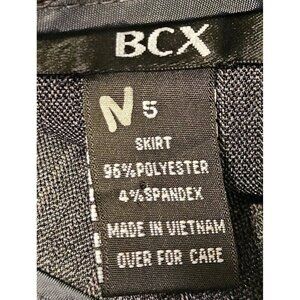 BCX
N 5
SKIRT
96%POLYESTER
4%SPANDEX
MADE IN VIETNAM
OVER FOR CARE